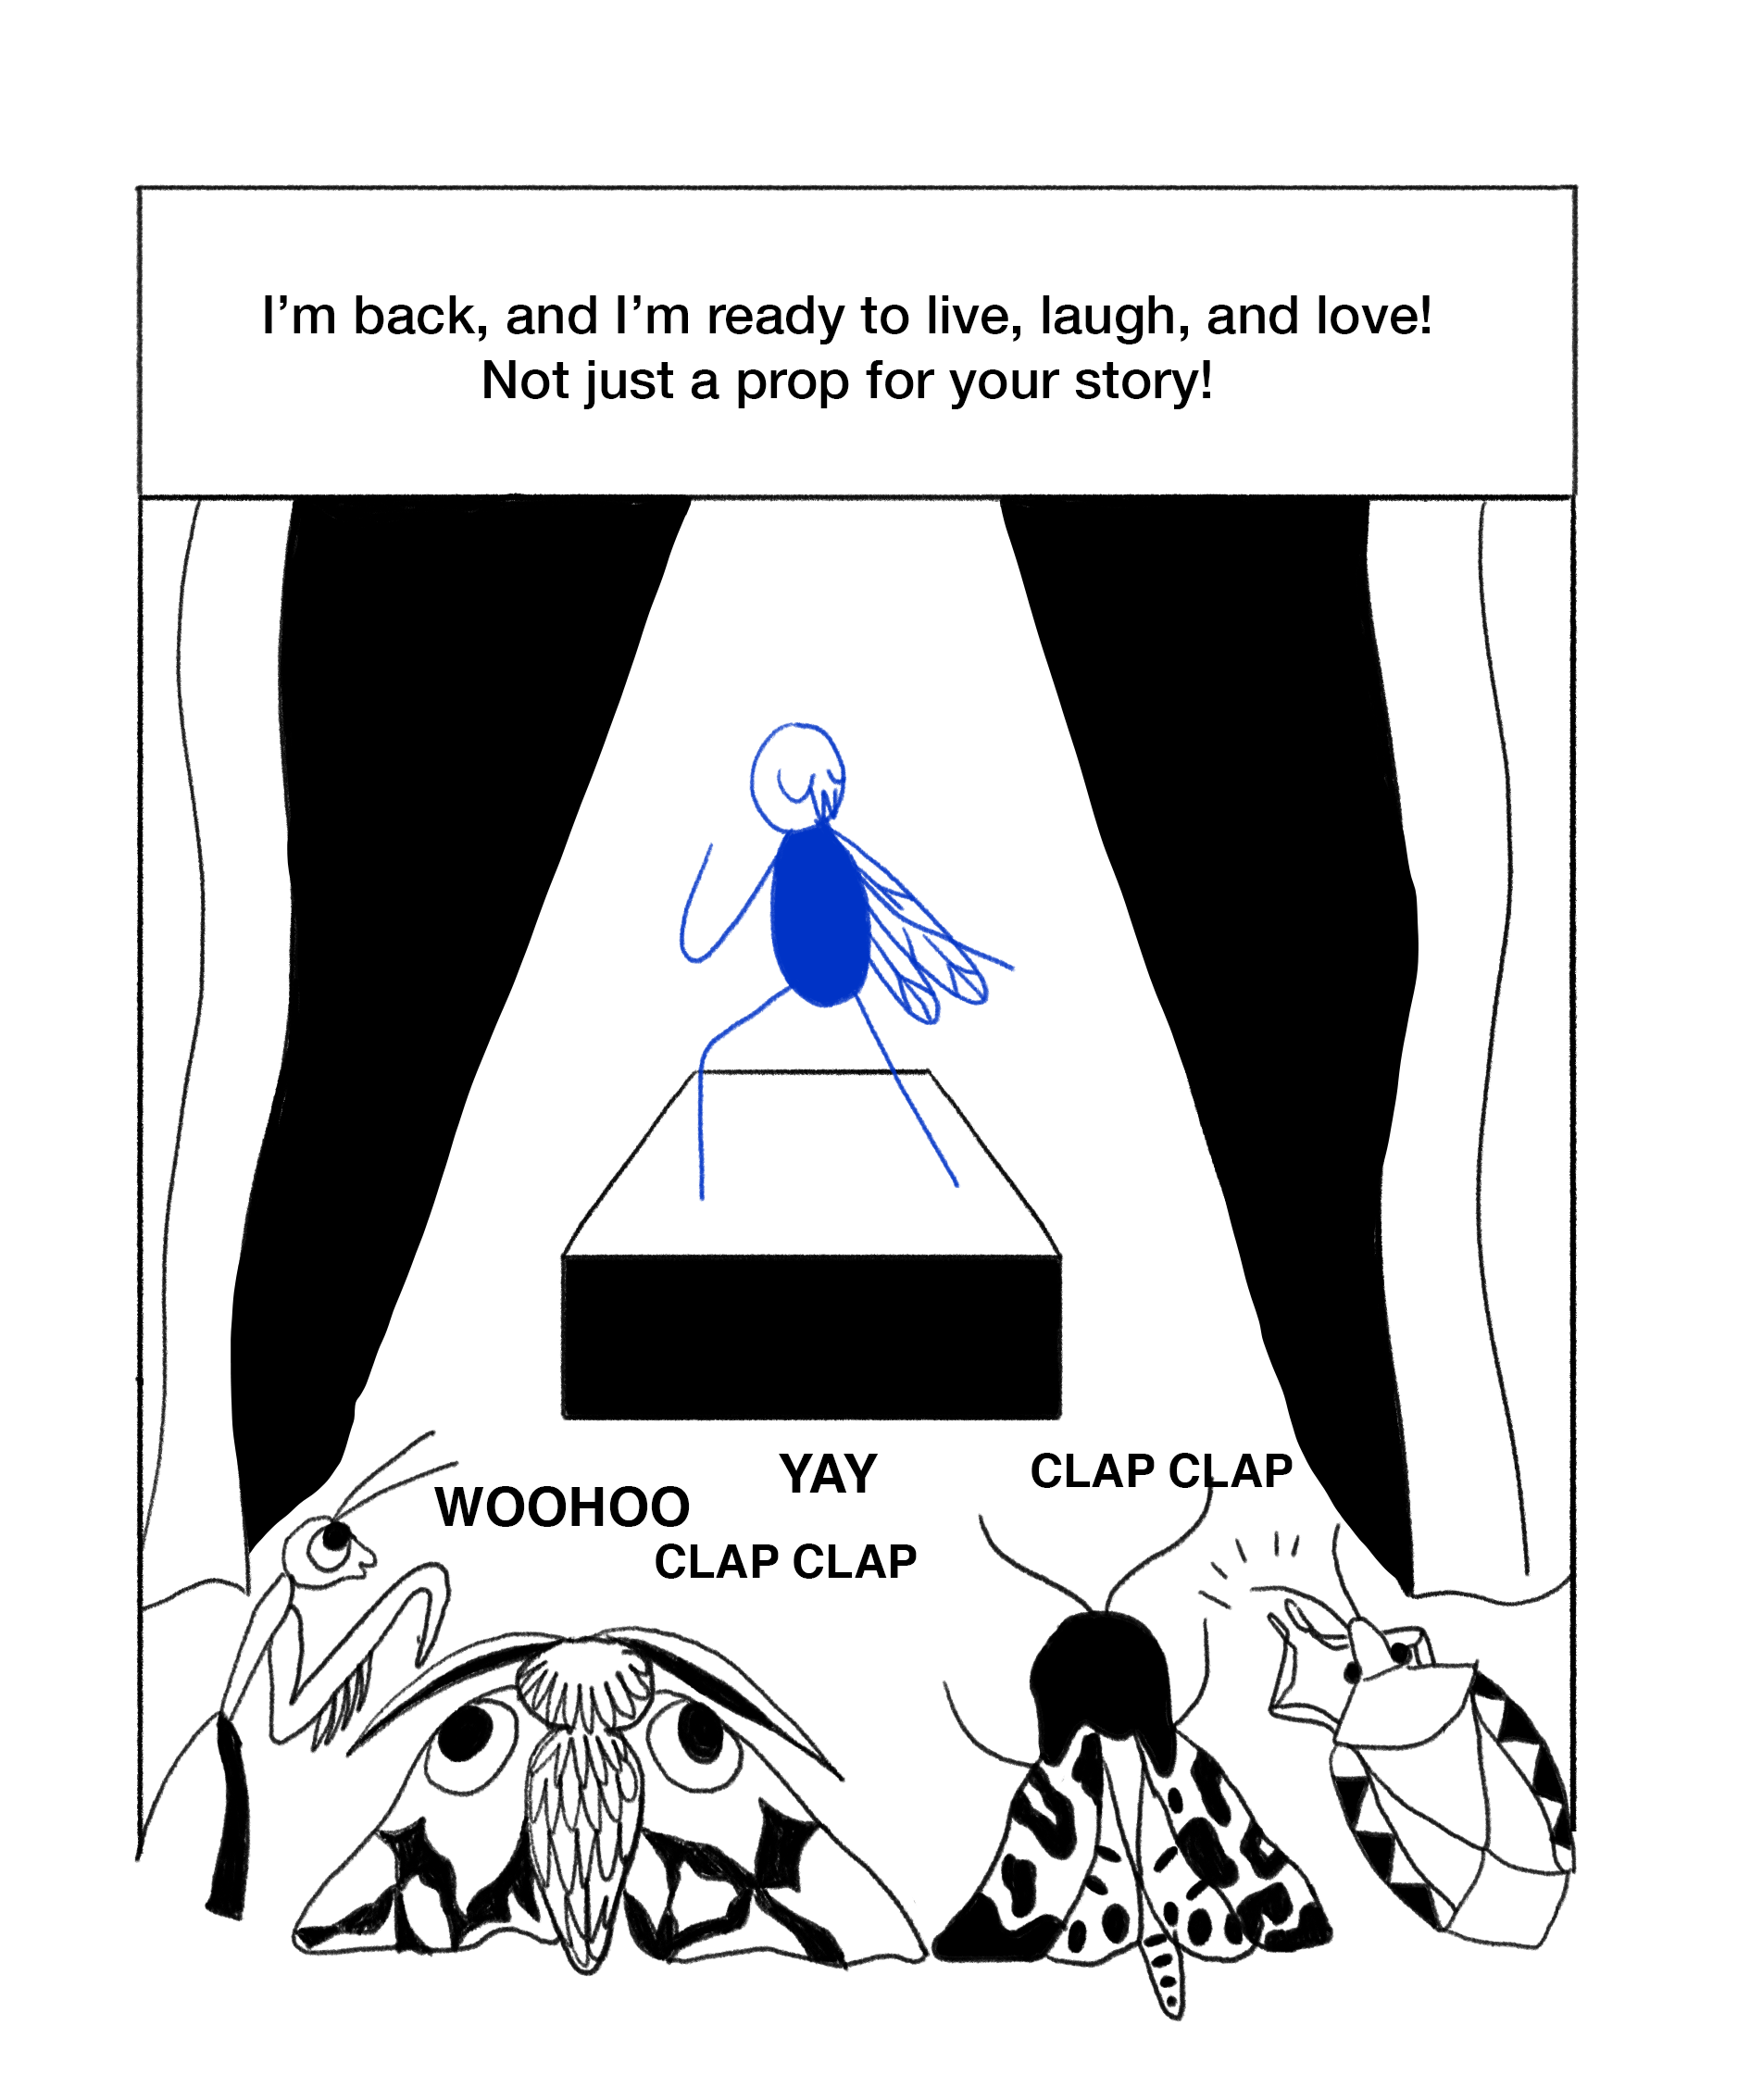 I’m back, and I’m ready to live, laugh, and love!
Not just a prop for your story!
YAY
CLAP CLAP
WOOHOO
CLAP CLAP